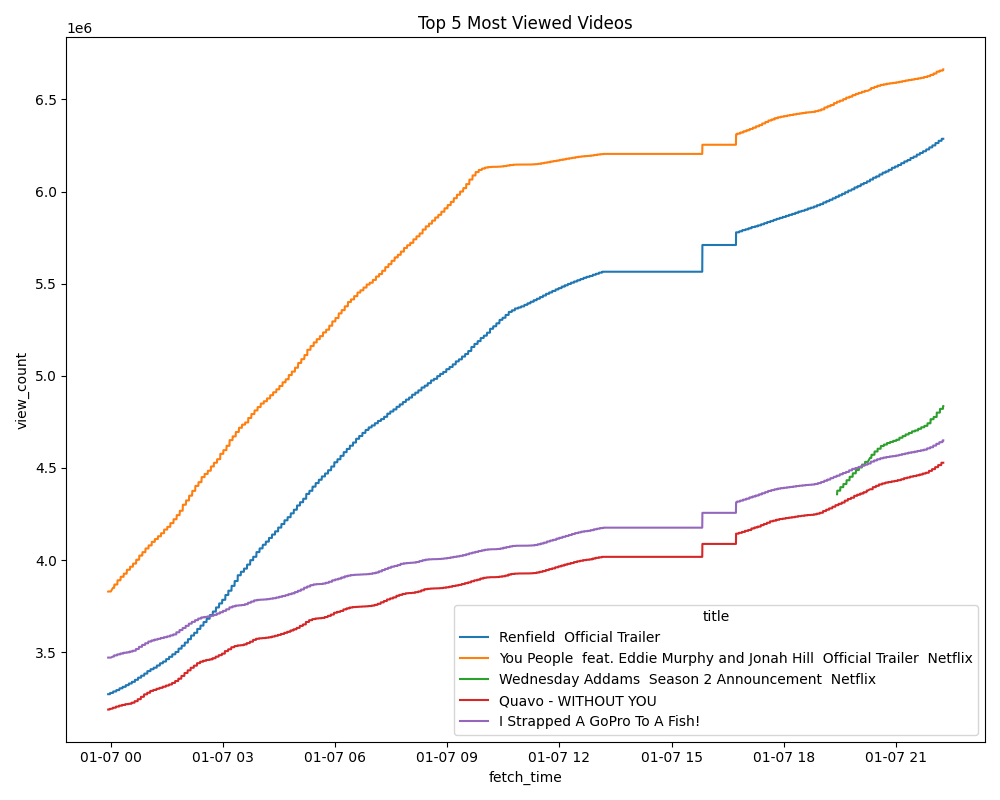 Top 5 Most Viewed Videos
1e6
6.5
6.0
5.5
5.0
4.5
4.0
3.5
view_count
01-07 00 01-07 03 01-07 06 01-07 09 01-07 12 01-07 15 01-07 18 01-07 21
fetch_time
title
Renfield  Official Trailer
You People  feat. Eddie Murphy and Jonah Hill  Official Trailer  Netflix
Wednesday Addams  Season 2 Announcement  Netflix
Quavo - WITHOUT YOU
I Strapped A GoPro To A Fish!